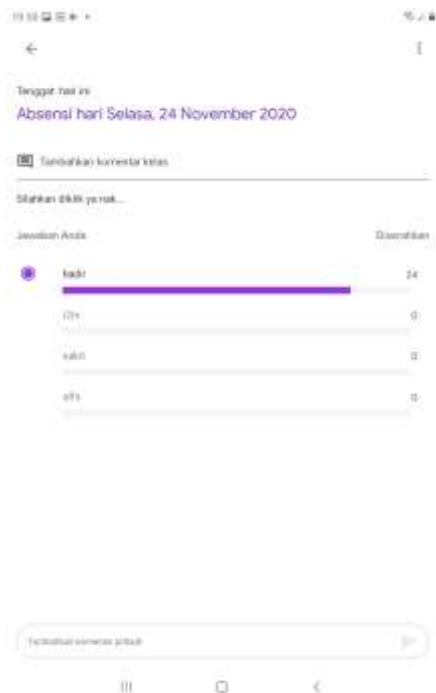 Tenggat hari ini
Absensi hari Selasa, 24 November 2020
Tambahkan komentar kelas
Silahkan diklik ya nak...
Jawaban Anda
Diserahkan
hadir
24
izin
0
sakit
0
alfa
0
Tambahkan komentar pribadi